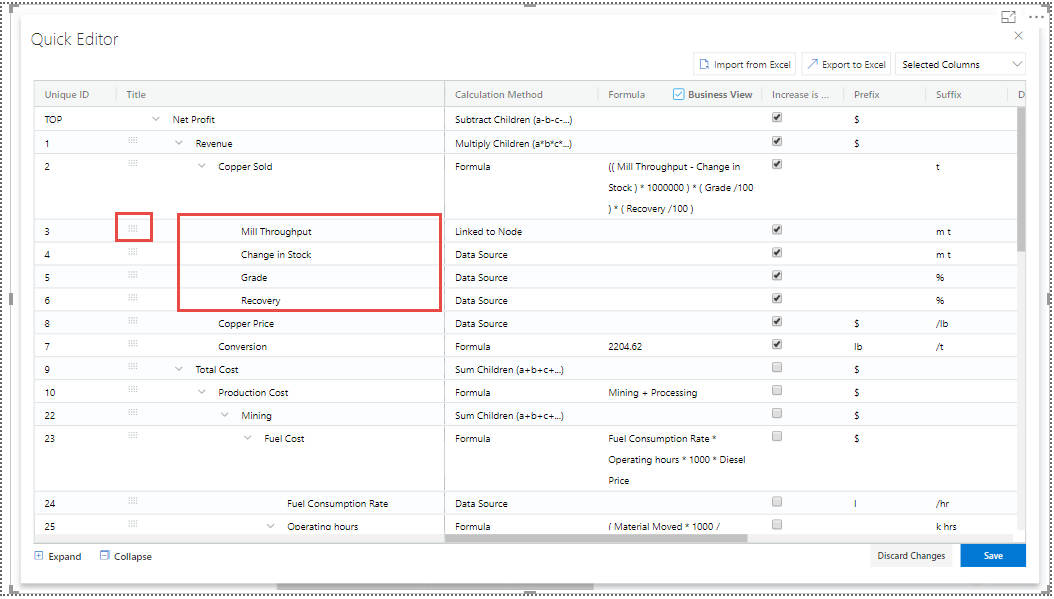 Quick Editor
Import from Excel Export to Excel Selected Columns
Unique ID Title Calculation Method Formula Business View Increase is ... Prefix Suffix D
TOP Net Profit Subtract Children (a-b-c-...) $
1 Revenue Multiply Children (a*b*c*...) $
2 Copper Sold Formula (( Mill Throughput - Change in t
Stock ) * 1000000 ) * ( Grade /100
) * ( Recovery /100 )
3 Mill Throughput Linked to Node m t
4 Change in Stock Data Source m t
5 Grade Data Source %
6 Recovery Data Source %
8 Copper Price Data Source $ /lb
7 Conversion Formula 2204.62 lb /t
9 Total Cost Sum Children (a+b+c+...) $
10 Production Cost Formula Mining + Processing $
22 Mining Sum Children (a+b+c+...) $
23 Fuel Cost Formula Fuel Consumption Rate * $
Operating hours * 1000 * Diesel
Price
24 Fuel Consumption Rate Data Source l /hr
25 Operating hours Formula ( Material Moved * 1000 / k hrs
Expand Collapse Discard Changes Save